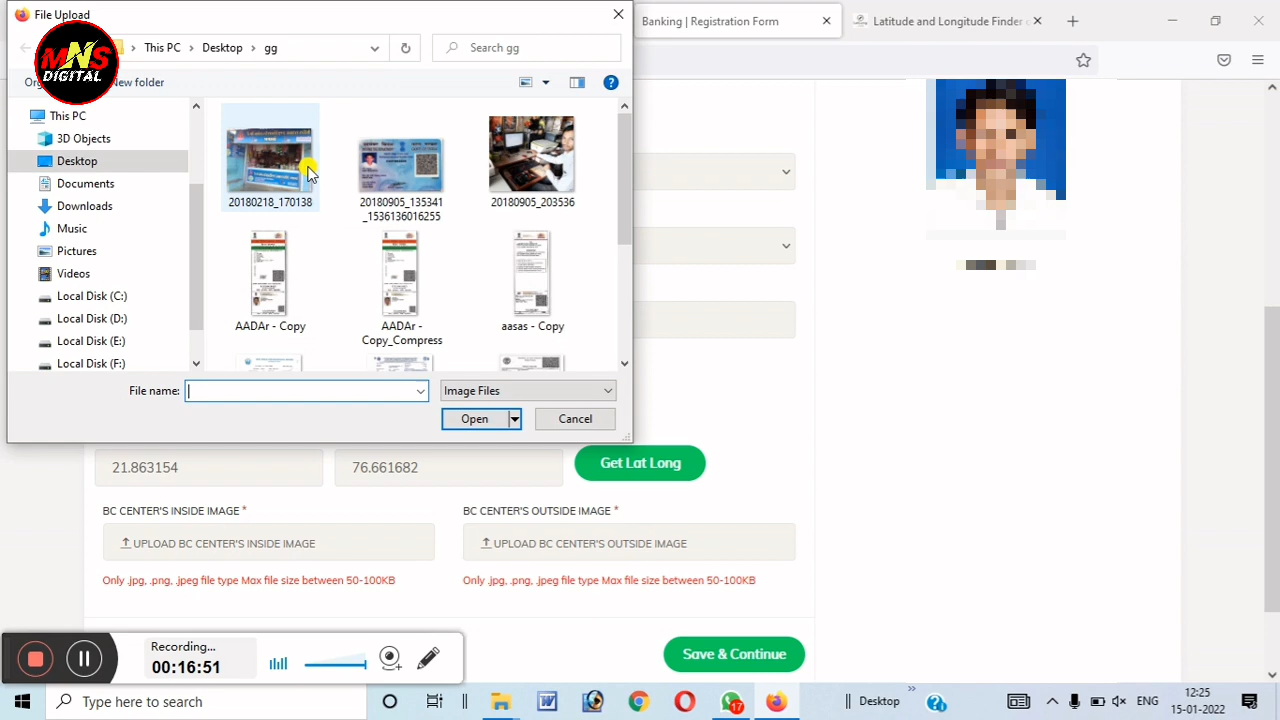 File Upload
MNS
DIGITAL
This PC
Desktop
gg
Search gg
New folder
This PC
3D Objects
Desktop
Documents
Downloads
Music
Pictures
Videos
Local Disk (C:)
Local Disk (D:)
Local Disk (E:)
Local Disk (F:)
20180218_170138
20180905_135341
_1536136016255
20180905_203536
AADAr - Copy
AADAr -
Copy_Compress
aasas - Copy
File name:
Image Files
Open
Cancel
Banking | Registration Form
Latitude and Longitude Finder
21.863154
76.661682
Get Lat Long
BC CENTER'S INSIDE IMAGE *
BC CENTER'S OUTSIDE IMAGE *
UPLOAD BC CENTER'S INSIDE IMAGE
UPLOAD BC CENTER'S OUTSIDE IMAGE
Only .jpg, .png, .jpeg file type Max file size between 50-100KB
Only .jpg, .png, .jpeg file type Max file size between 50-100KB
Save & Continue
Recording...
00:16:51
Type here to search
17
Desktop
ENG
12:25
15-01-2022